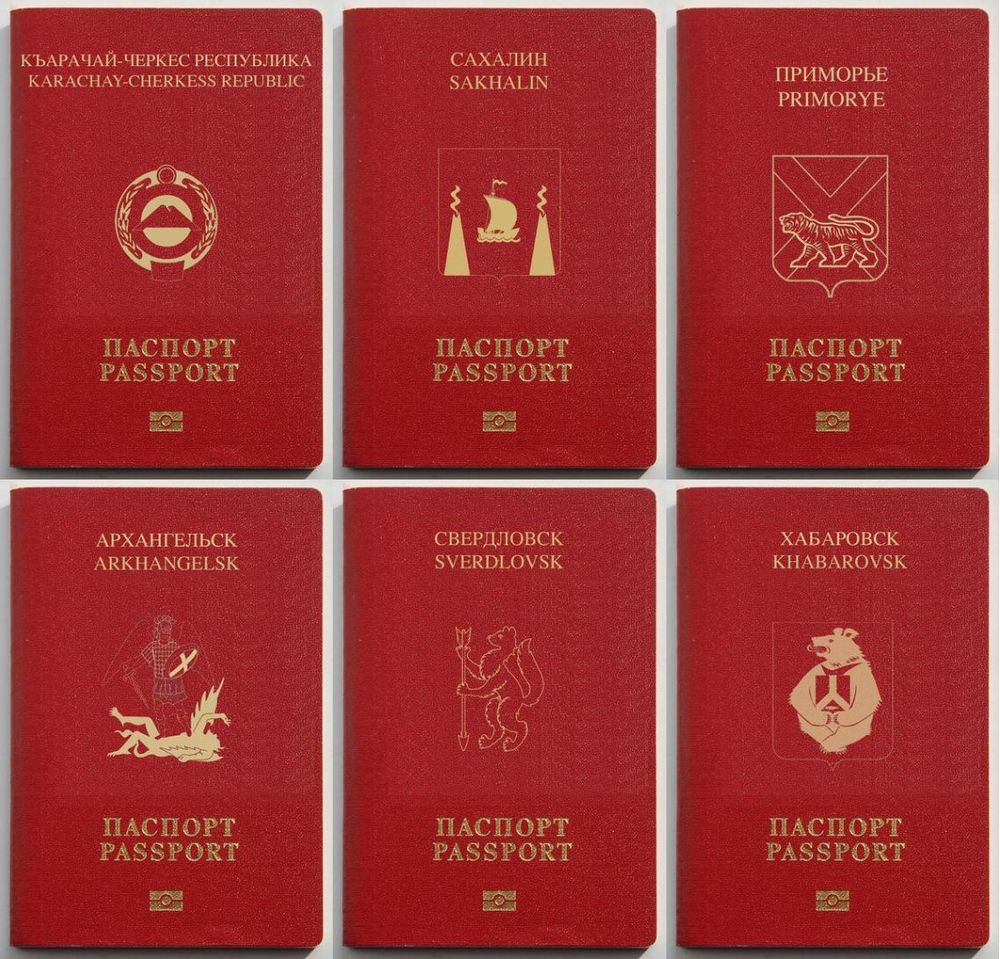 КЪАРАЧАЙ-ЧЕРКЕС РЕСПУБЛИКА
KARACHAY-CHERKESS REPUBLIC
ПАСПОРТ
PASSPORT
САХАЛИН
SAKHALIN
ПАСПОРТ
PASSPORT
ПРИМОРЬЕ
PRIMORYE
ПАСПОРТ
PASSPORT
АРХАНГЕЛЬСК
ARKHANGELSK
ПАСПОРТ
PASSPORT
СВЕРДЛОВСК
SVERDLOVSK
ПАСПОРТ
PASSPORT
ХАБАРОВСК
KHABAROVSK
ПАСПОРТ
PASSPORT